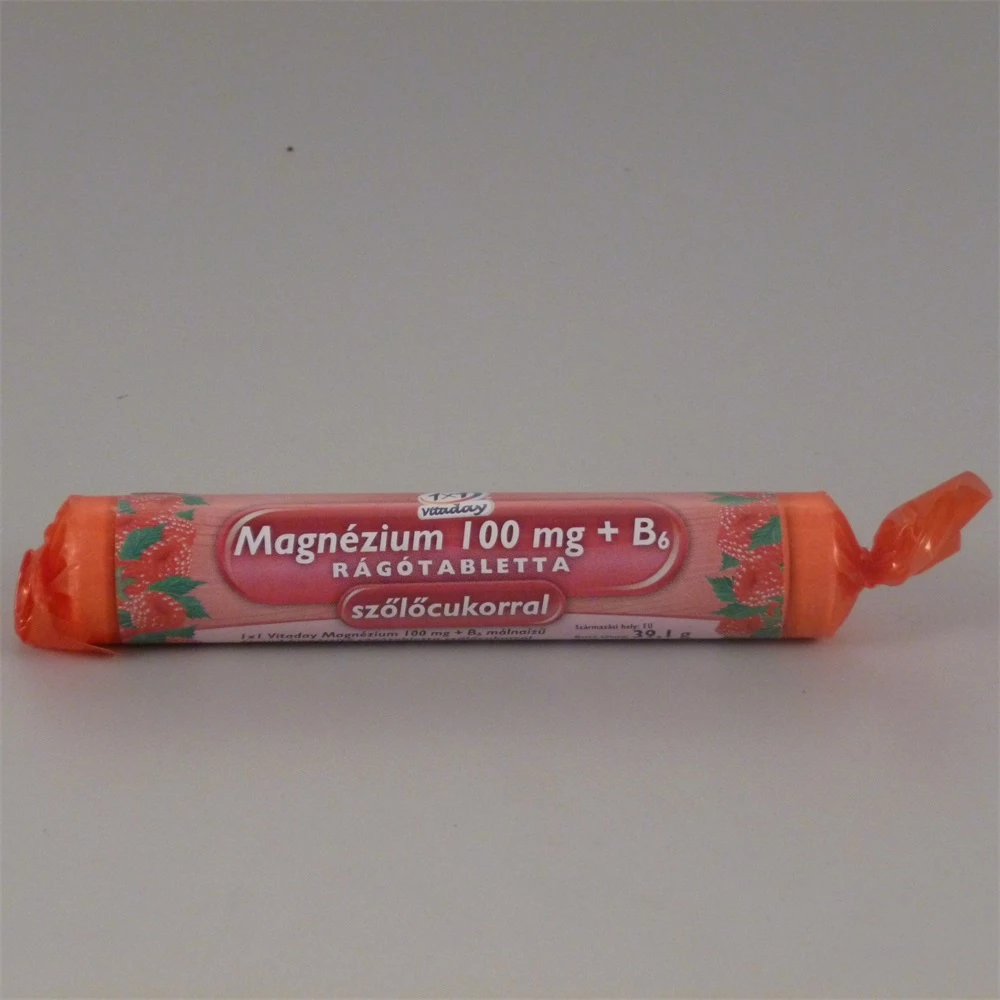 1x1
vitaday
Magnézium 100 mg + B6
RÁGÓTABLETTA
szőlőcukorral
1x1 Vitaday Magnézium 100 mg + B6 málnaízű
Származási hely: EU
39,1 g